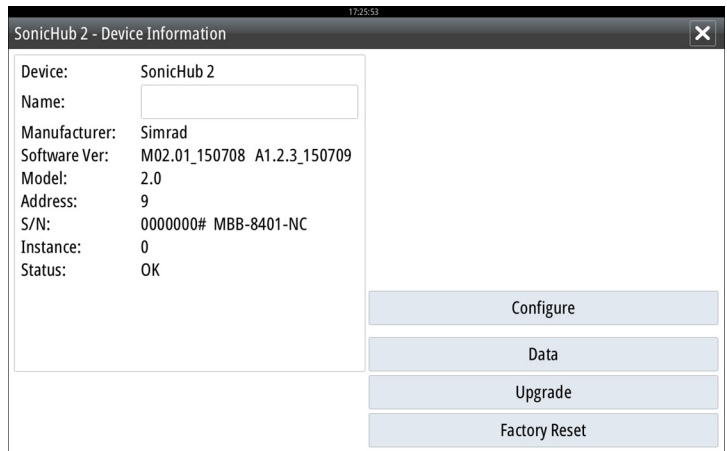 17:25:53
SonicHub 2 - Device Information
Device: SonicHub 2
Name:
Manufacturer: Simrad
Software Ver: M02.01_150708 A1.2.3_150709
Model: 2.0
Address: 9
S/N: 0000000# MBB-8401-NC
Instance: 0
Status: OK
Configure
Data
Upgrade
Factory Reset